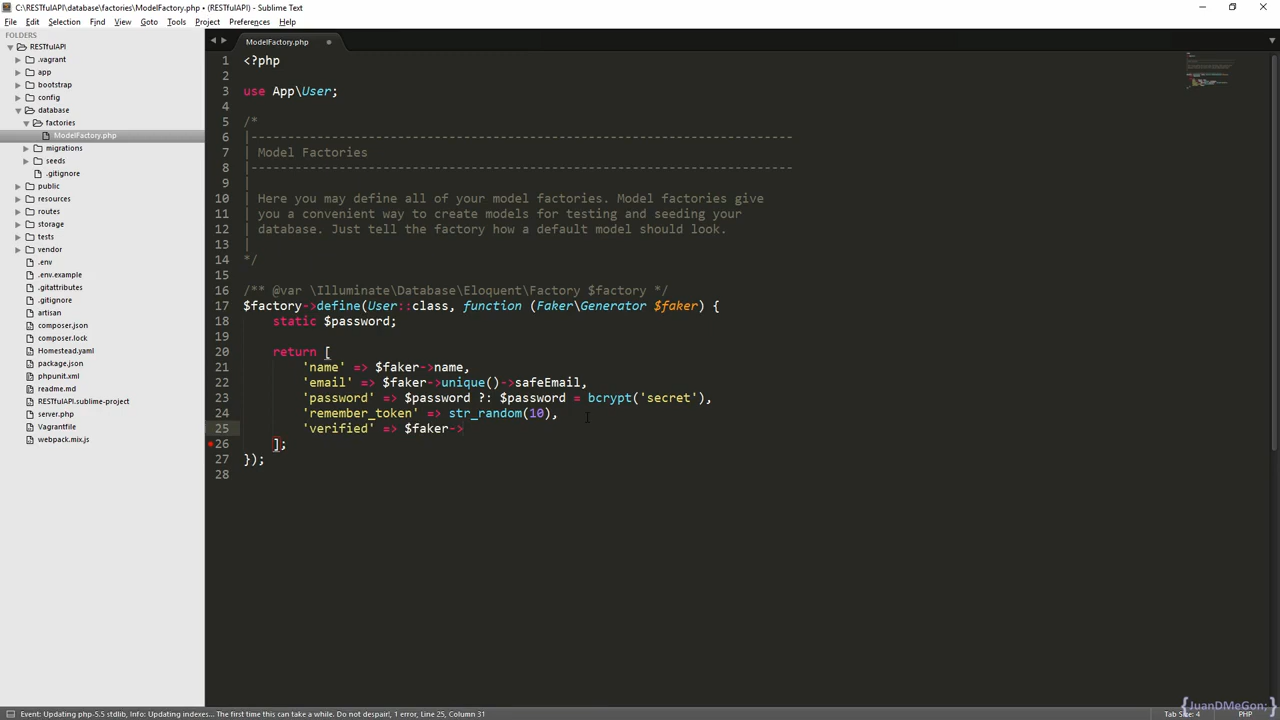 C:\RESTfulAPI\database\factories\ModelFactory.php • (RESTfulAPI) - Sublime Text
File Edit Selection Find View Goto Tools Project Preferences Help
FOLDERS
RESTfulAPI
.vagrant
app
bootstrap
config
database
factories
ModelFactory.php
migrations
seeds
.gitignore
public
resources
routes
storage
tests
vendor
.env
.env.example
.gitattributes
.gitignore
artisan
composer.json
composer.lock
Homestead.yaml
package.json
phpunit.xml
readme.md
RESTfulAPI.sublime-project
server.php
Vagrantfile
webpack.mix.js
ModelFactory.php
1 <?php
2
3 use App\User;
4
5 /*
6 |--------------------------------------------------------------------------
7 | Model Factories
8 |--------------------------------------------------------------------------
9 |
10 | Here you may define all of your model factories. Model factories give
11 | you a convenient way to create models for testing and seeding your
12 | database. Just tell the factory how a default model should look.
13 |
14 */
15
16 /** @var \Illuminate\Database\Eloquent\Factory $factory */
17 $factory->define(User::class, function (Faker\Generator $faker) {
18     static $password;
19
20     return [
21         'name' => $faker->name,
22         'email' => $faker->unique()->safeEmail,
23         'password' => $password ?: $password = bcrypt('secret'),
24         'remember_token' => str_random(10),
25         'verified' => $faker->
26     ];
27 });
28
Event: Updating php-5.5 stdlib, Info: Updating indexes... The first time this can take a while. Do not despair!, 1 error, Line 25, Column 31
Tab Size: 4 PHP
{JuanDMeGon;}